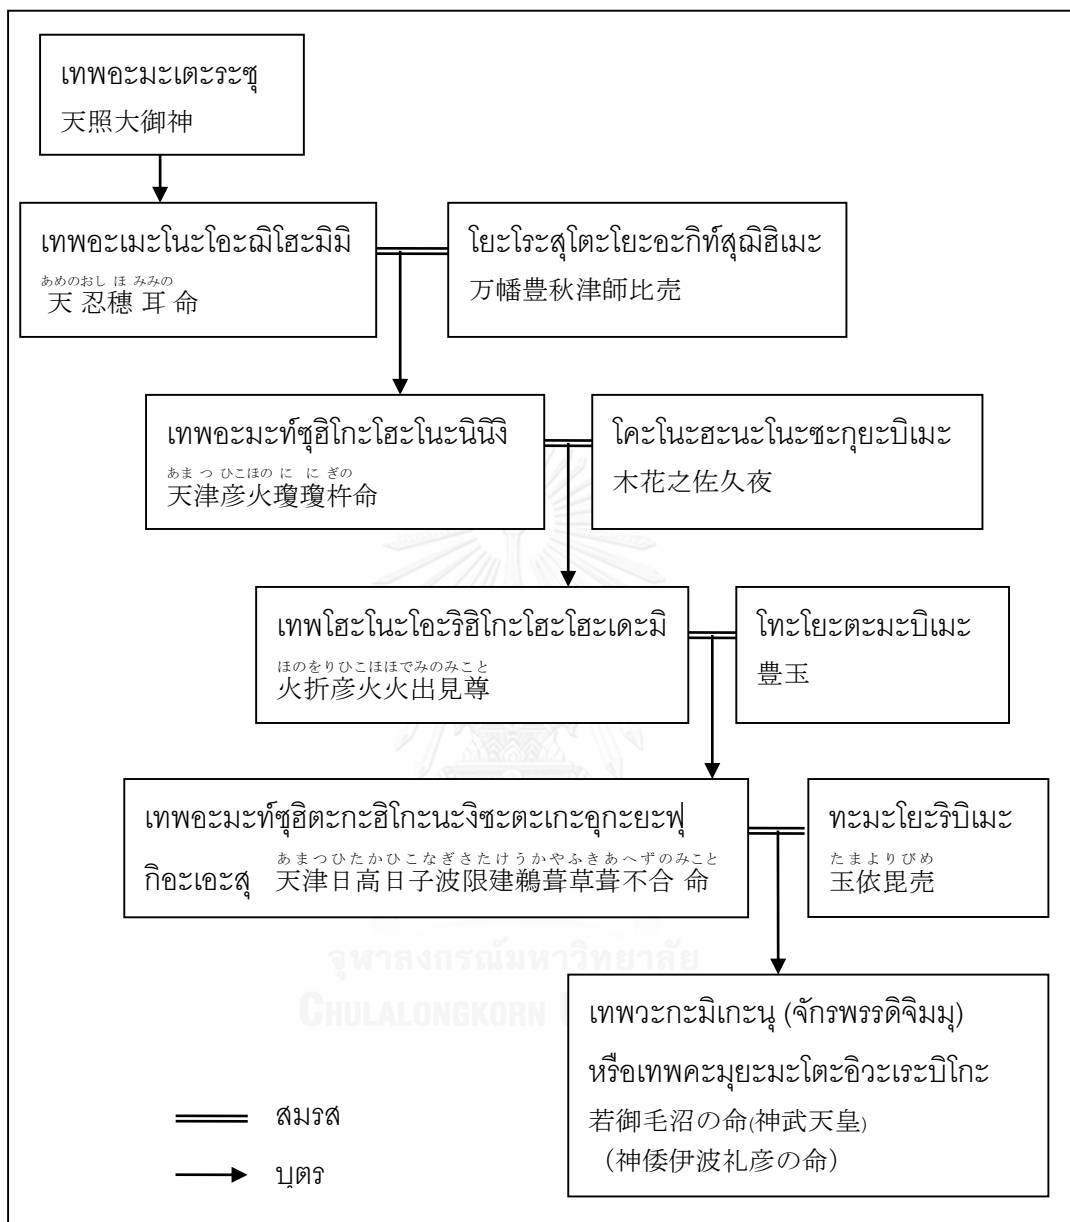 เทพอะมะเตะระซุ
天照大御神
เทพอะเมะโนะโอะฌิโฮะมิมิ
あめのおし ほ みみの
天 忍穂 耳 命
โยะโระสุโตะโยะอะกิท์สุฌิฮิเมะ
万幡豊秋津師比売
เทพอะมะท์ซุฮิโกะโฮะโนะนินิงิ
あま つ ひこほの に に ぎの
天津彦火瓊瓊杵命
โคะโนะฮะนะโนะซะกุยะบิเมะ
木花之佐久夜
เทพโฮะโนะโอะริฮิโกะโฮะโฮะเดะมิ
ほのをりひこほほでみのみこと
火折彦火火出見尊
โทะโยะตะมะบิเมะ
豊玉
เทพอะมะท์ซุฮิตะกะฮิโกะนะงิซะตะเกะอุกะยะฟุ
あまつひたかひこなぎさたけうかやふきあへずのみこと
กิอะเอะสุ 天津日高日子波限建鵜葺草葺不合 命
ทะมะโยะริบิเมะ
たまよりびめ
玉依毘売
จุฬาลงกรณ์มหาวิทยาลัย
CHULALONGKORN
เทพวะกะมิเกะนุ (จักรพรรดิจิมมุ)
หรือเทพคะมุยะมะโตะอิวะเระบิโกะ
若御毛沼の命(神武天皇)
（神倭伊波礼彦の命）
สมรส
บุตร